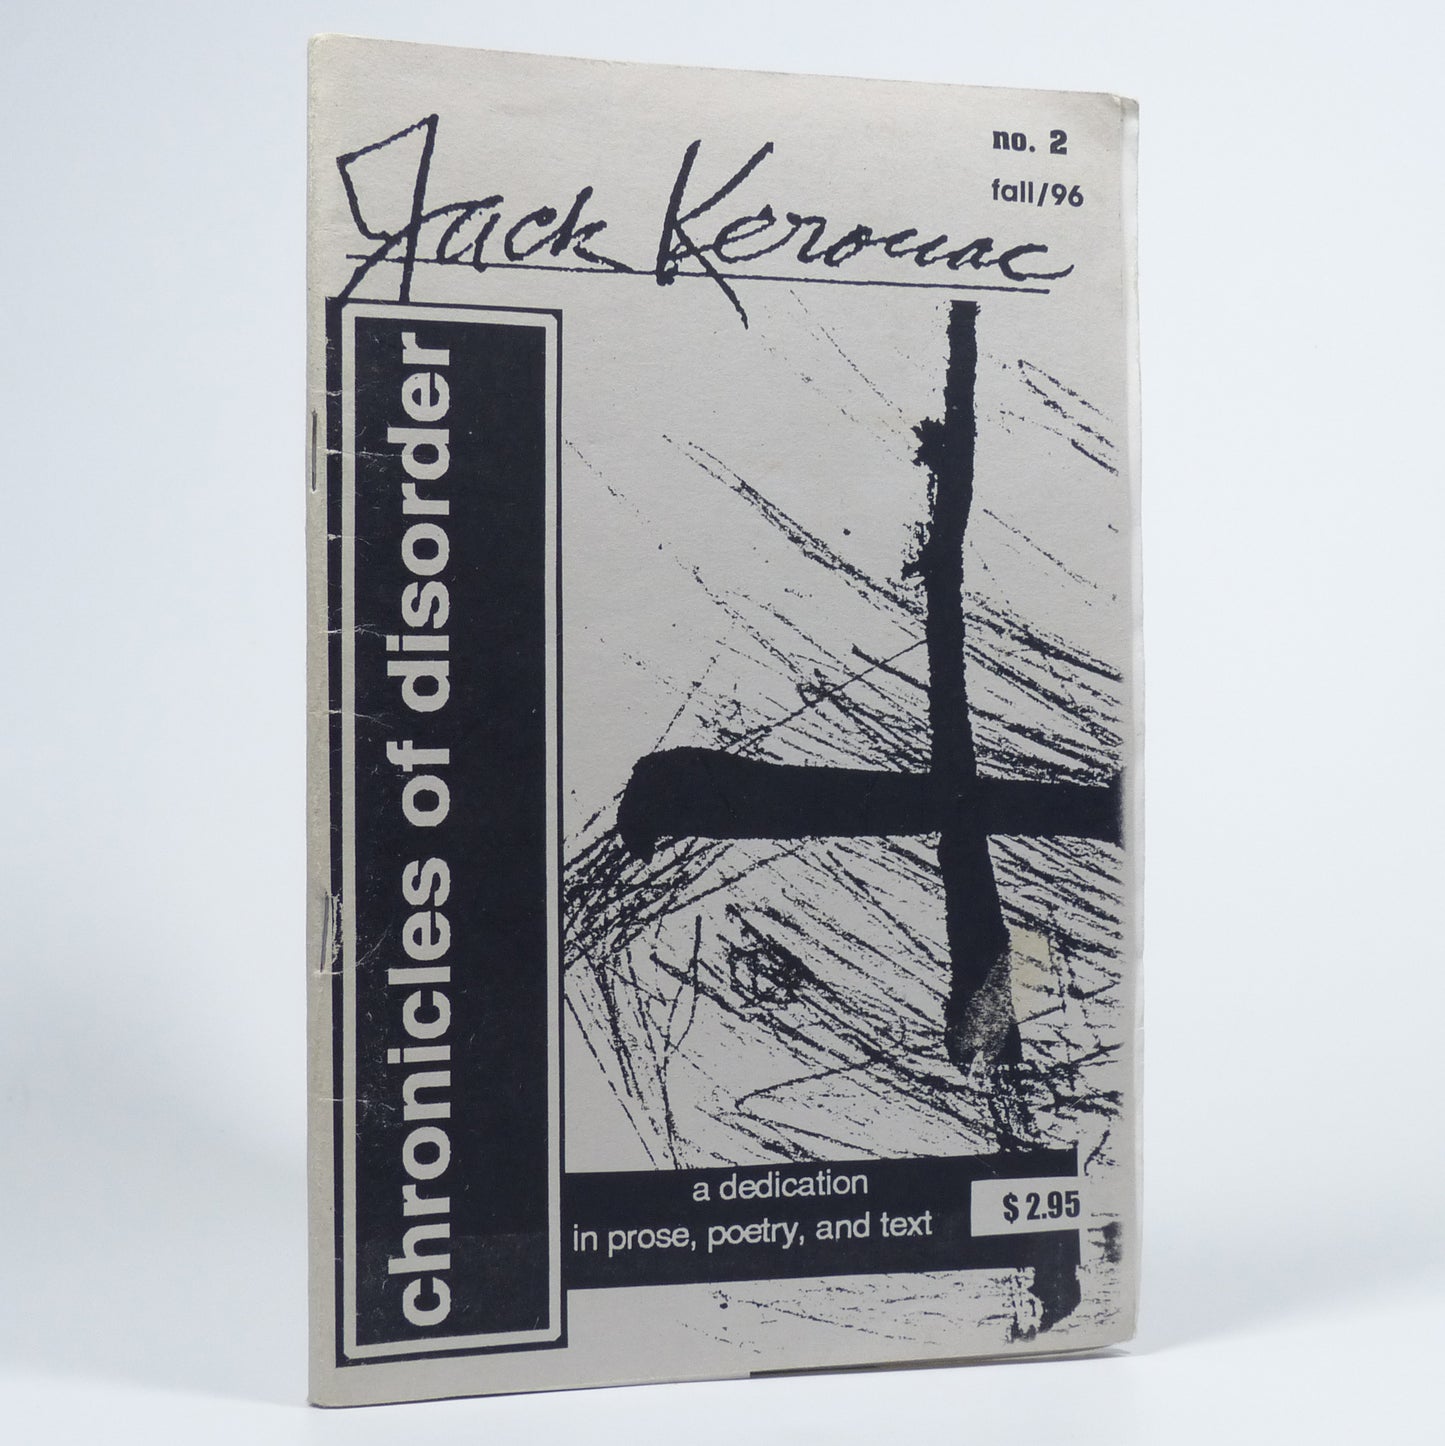 Jack Kerouac
no. 2
fall/96
chronicles of disorder
a dedication
in prose, poetry, and text
$ 2.95